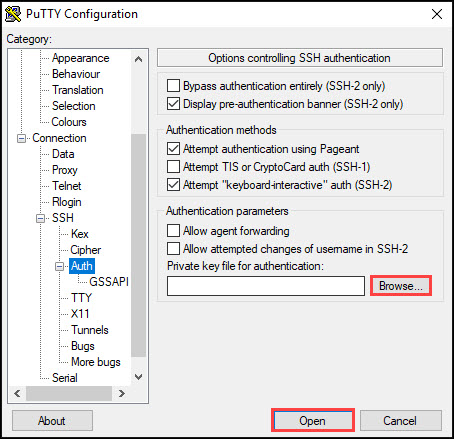 PuTTY Configuration
Category:
Appearance
Behaviour
Translation
Selection
Colours
Connection
Data
Proxy
Telnet
Rlogin
SSH
Kex
Cipher
Auth
GSSAPI
TTY
X11
Tunnels
Bugs
More bugs
Serial
Options controlling SSH authentication
Bypass authentication entirely (SSH-2 only)
Display pre-authentication banner (SSH-2 only)
Authentication methods
Attempt authentication using Pageant
Attempt TIS or CryptoCard auth (SSH-1)
Attempt "keyboard-interactive" auth (SSH-2)
Authentication parameters
Allow agent forwarding
Allow attempted changes of username in SSH-2
Private key file for authentication:
Browse...
About
Open
Cancel